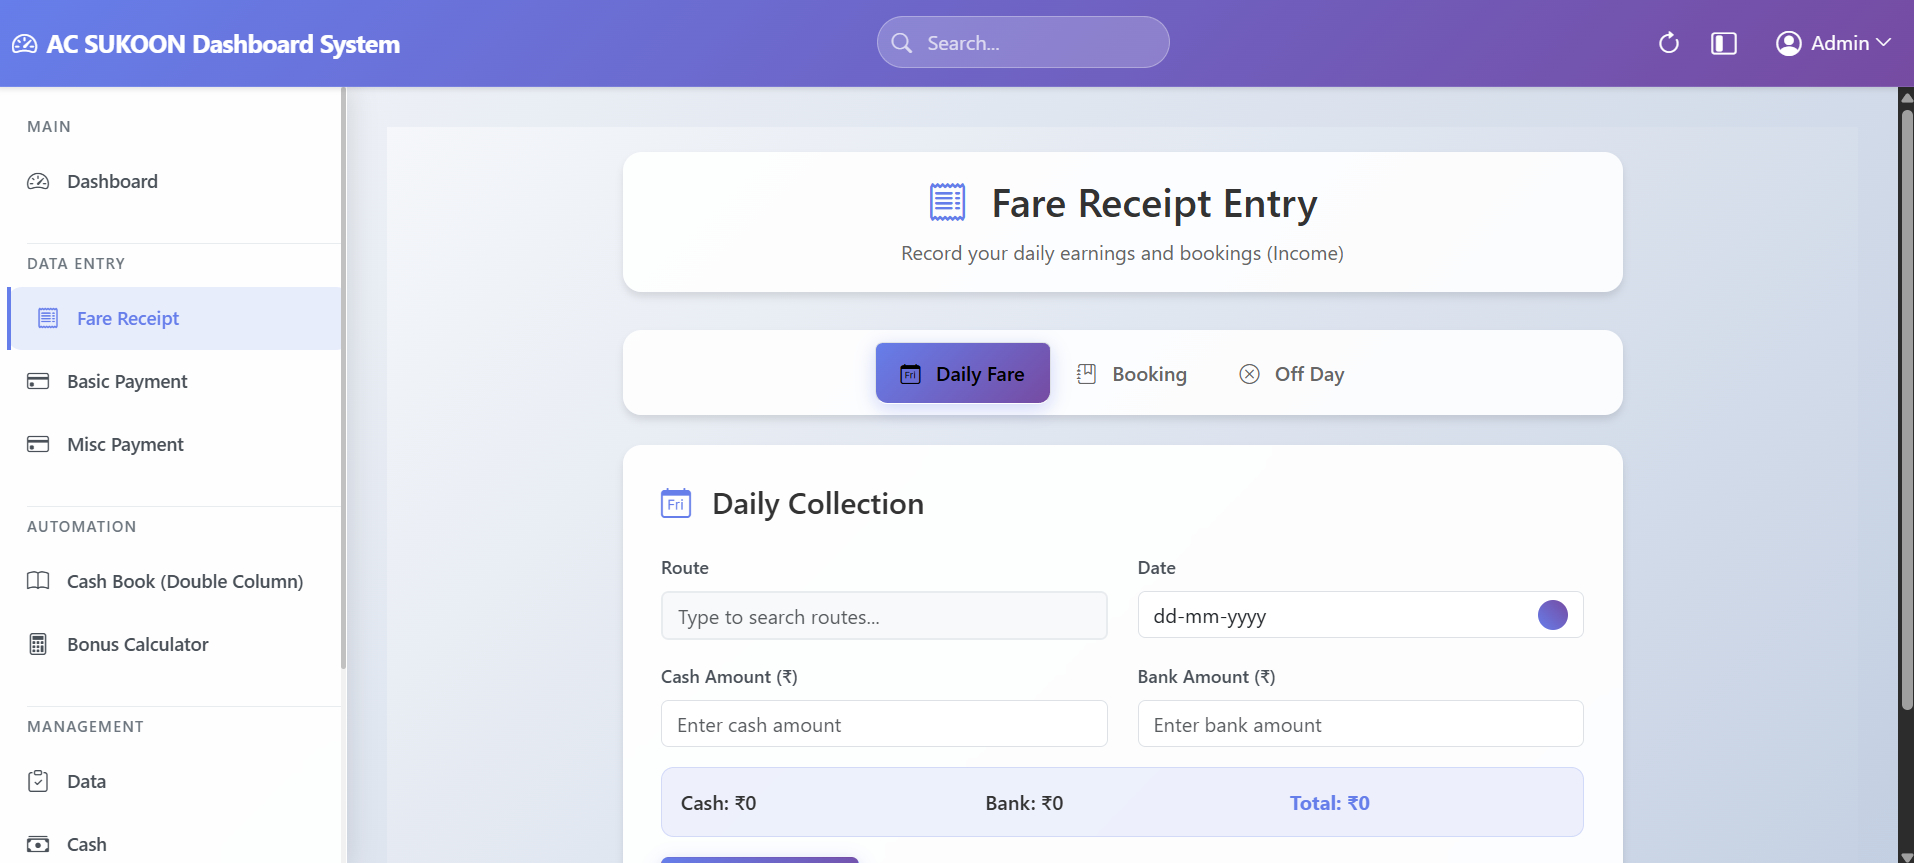 AC SUKOON Dashboard System
Search...
Admin
MAIN
Dashboard
DATA ENTRY
Fare Receipt
Basic Payment
Misc Payment
AUTOMATION
Cash Book (Double Column)
Bonus Calculator
MANAGEMENT
Data
Cash
Fare Receipt Entry
Record your daily earnings and bookings (Income)
Fri Daily Fare
Booking
Off Day
Fri Daily Collection
Route
Type to search routes...
Date
dd-mm-yyyy
Cash Amount (₹)
Enter cash amount
Bank Amount (₹)
Enter bank amount
Cash: ₹0
Bank: ₹0
Total: ₹0